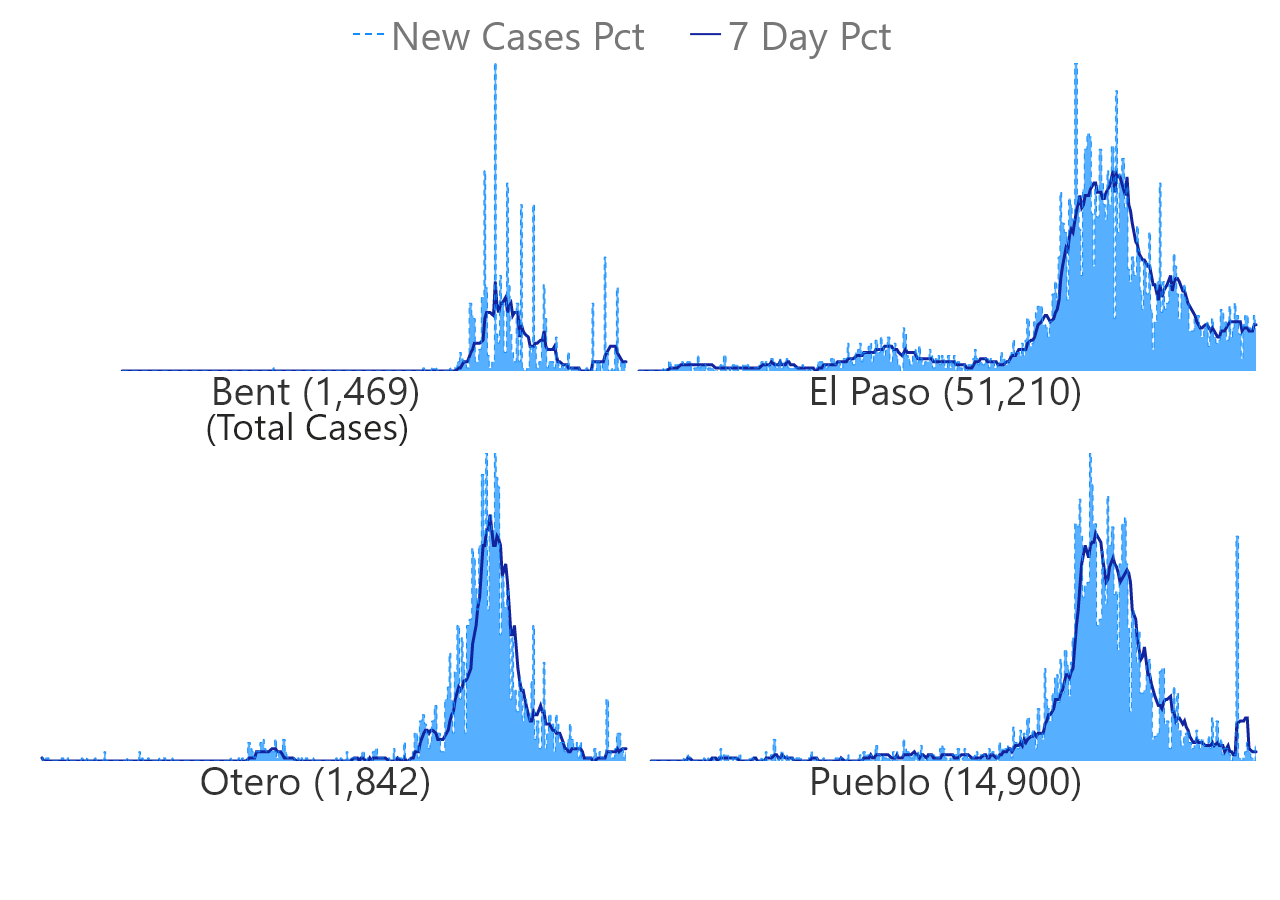 New Cases Pct 7 Day Pct
Bent (1,469)
(Total Cases)
El Paso (51,210)
Otero (1,842)
Pueblo (14,900)